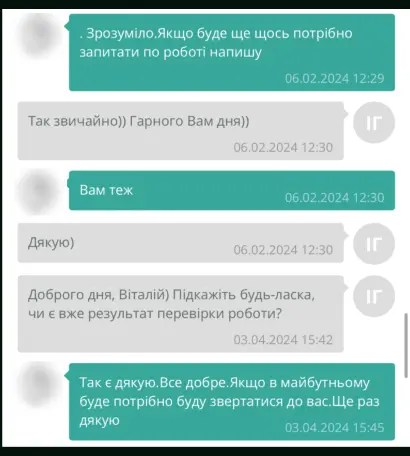 . Зрозуміло.Якщо буде ще щось потрібно
запитати по роботі напишу
06.02.2024 12:29
Так звичайно)) Гарного Вам дня))
ІГ
06.02.2024 12:30
Вам теж
06.02.2024 12:30
Дякую)
ІГ
06.02.2024 12:30
Доброго дня, Віталій) Підкажіть будь-ласка,
ІГ
чи є вже результат перевірки роботи?
03.04.2024 15:42
Так є дякую.Все добре.Якщо в майбутньому
буде потрібно буду звертатися до вас.Ще раз
дякую
03.04.2024 15:45